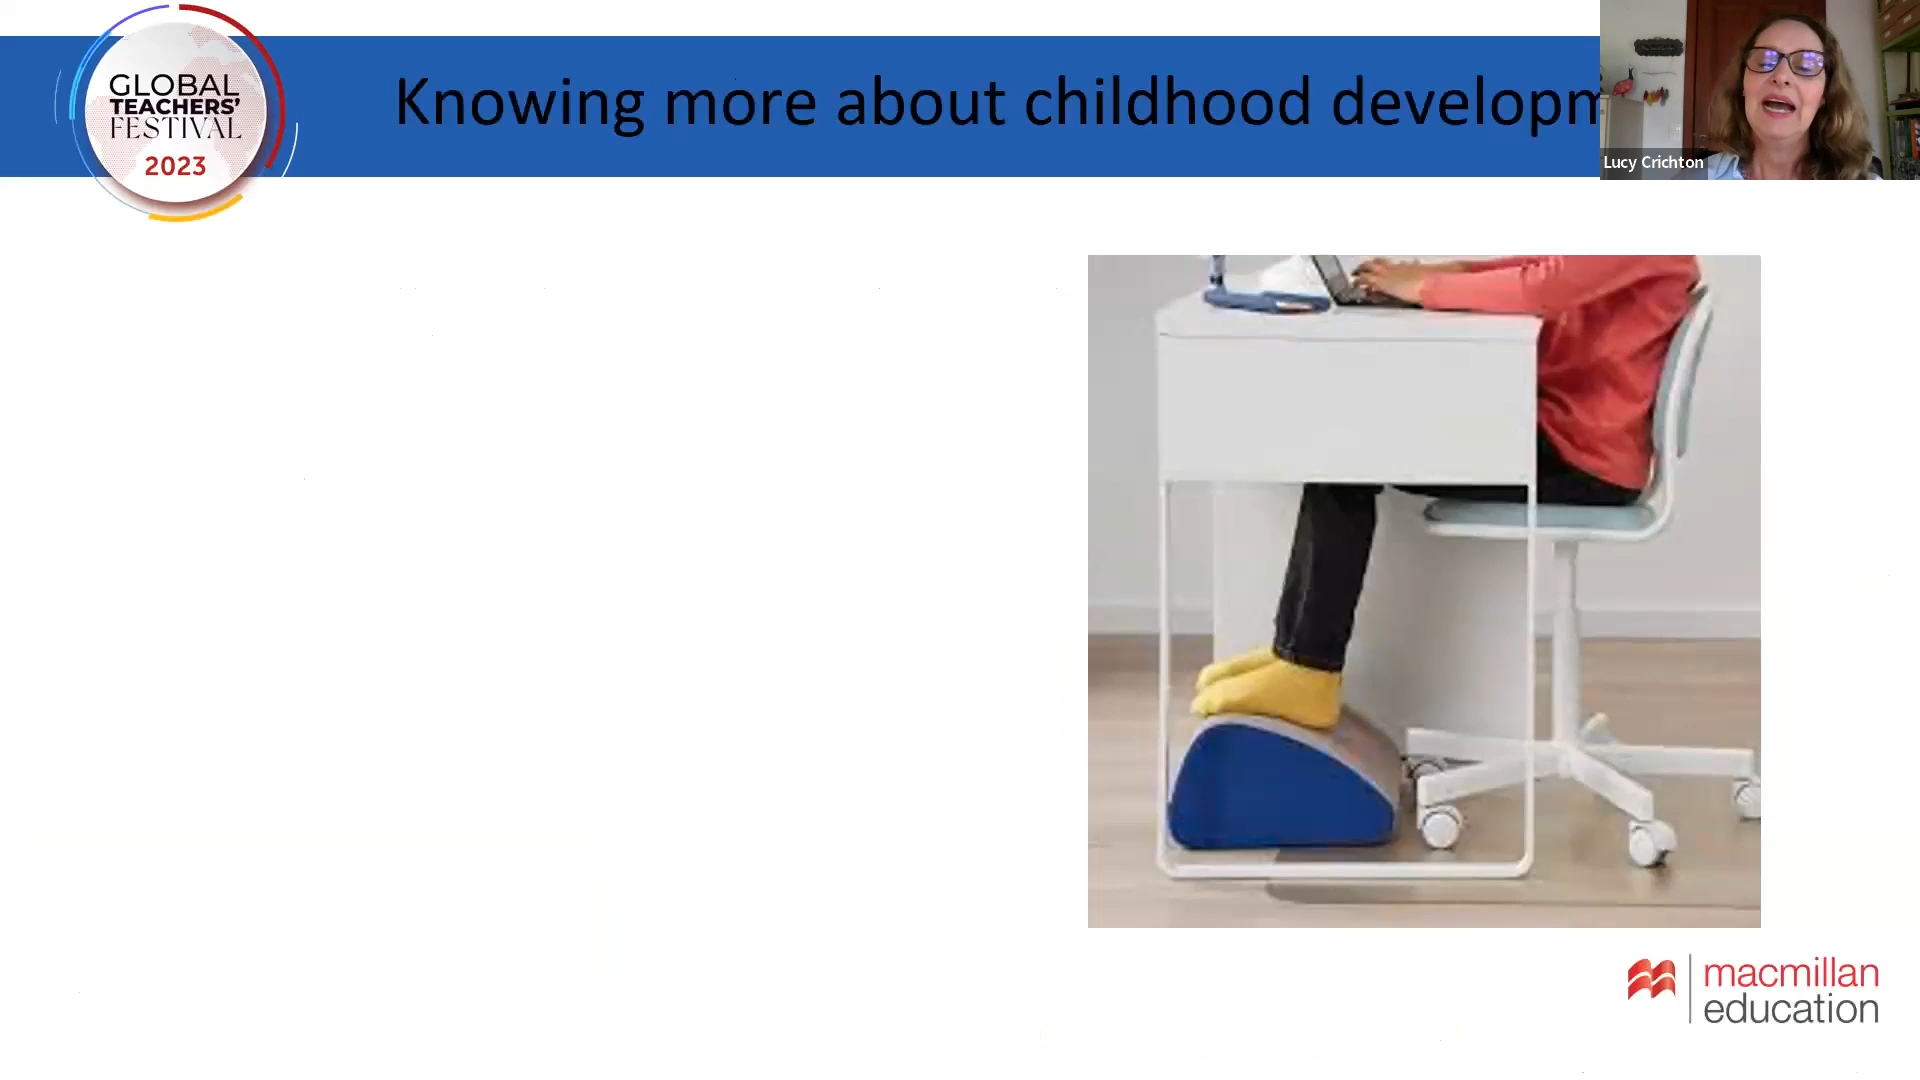 GLOBAL
TEACHERS'
FESTIVAL
2023
Knowing more about childhood developm
Lucy Crichton
macmillan
education